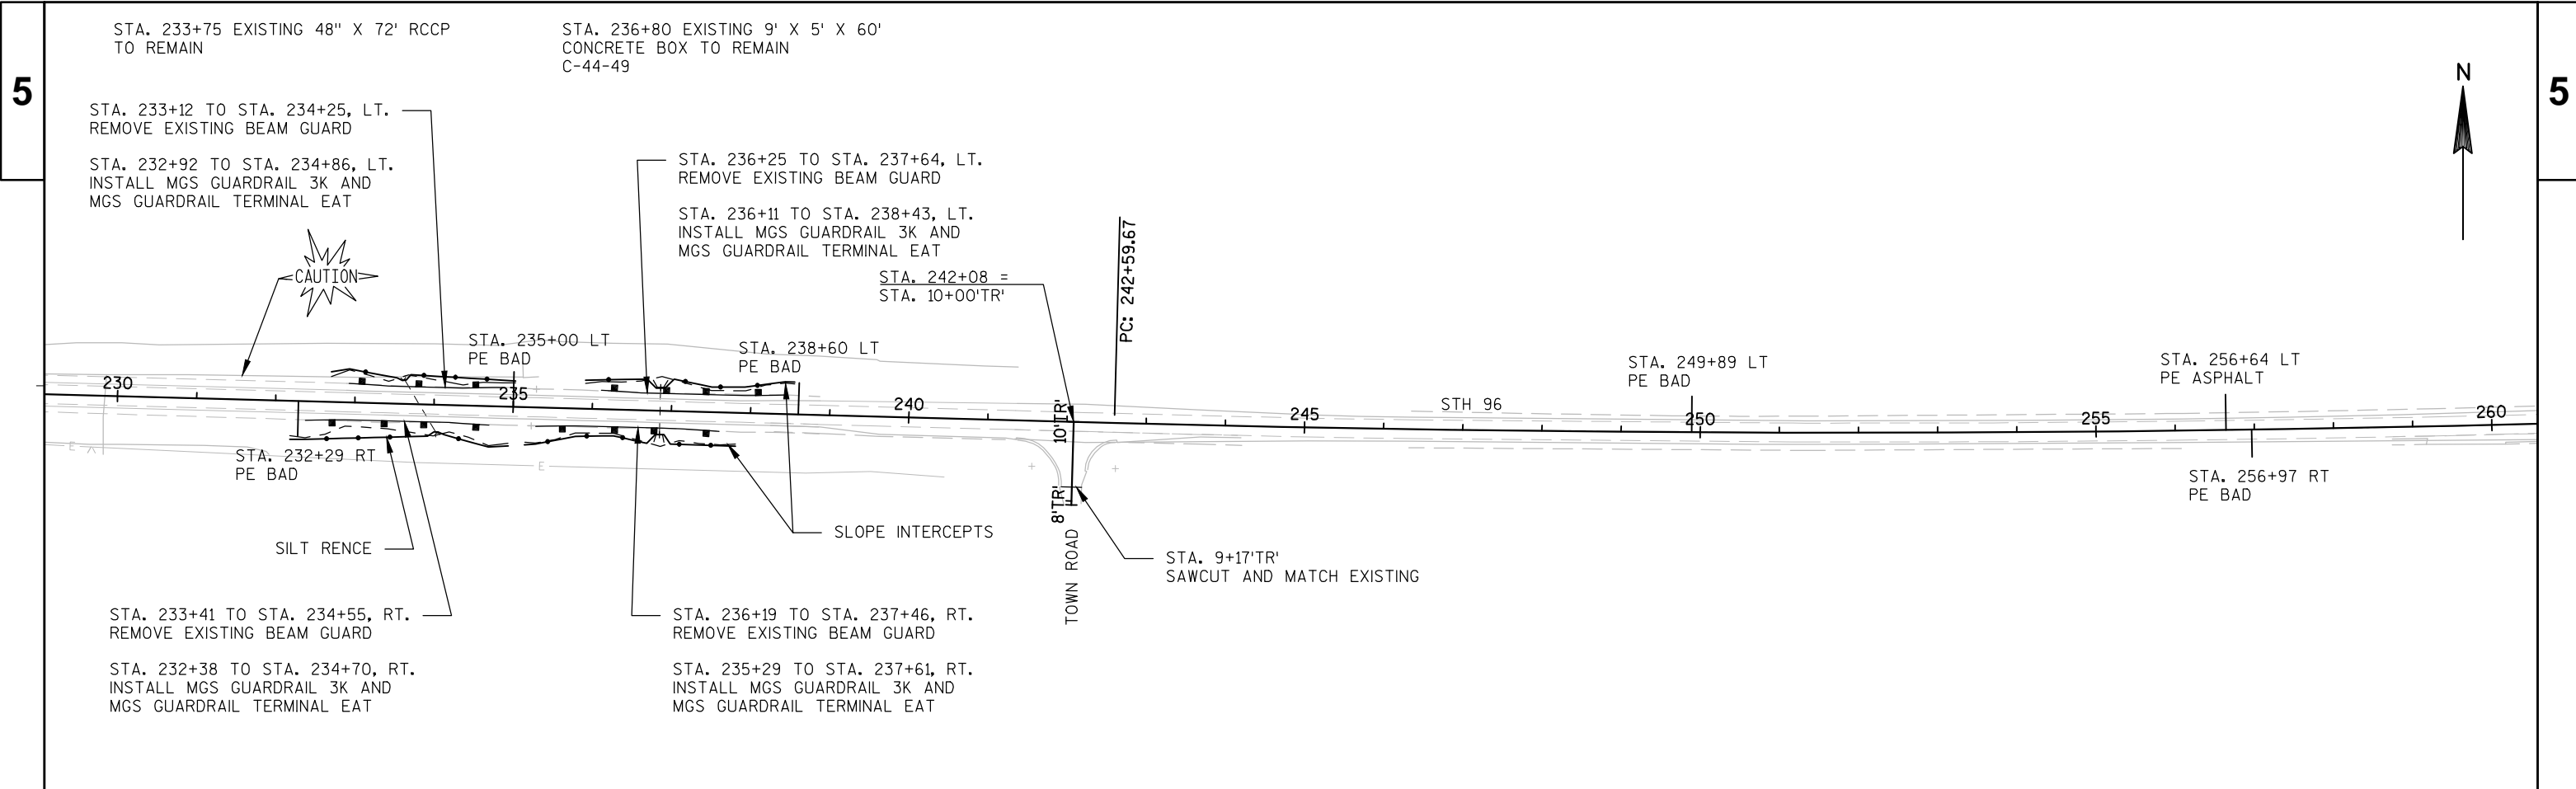 STA. 233+75 EXISTING 48" X 72' RCCP
TO REMAIN
STA. 236+80 EXISTING 9' X 5' X 60'
CONCRETE BOX TO REMAIN
C-44-49
5
5
N
STA. 233+12 TO STA. 234+25, LT.
REMOVE EXISTING BEAM GUARD
STA. 232+92 TO STA. 234+86, LT.
INSTALL MGS GUARDRAIL 3K AND
MGS GUARDRAIL TERMINAL EAT
STA. 236+25 TO STA. 237+64, LT.
REMOVE EXISTING BEAM GUARD
STA. 236+11 TO STA. 238+43, LT.
INSTALL MGS GUARDRAIL 3K AND
MGS GUARDRAIL TERMINAL EAT
CAUTION
STA. 242+08 =
STA. 10+00'TR'
PC: 242+59.67
STA. 235+00 LT
PE BAD
STA. 238+60 LT
PE BAD
STA. 249+89 LT
PE BAD
STA. 256+64 LT
PE ASPHALT
230
235
240
245
STH 96
250
255
260
10'TR'
8'TR'
E
E
STA. 232+29 RT
PE BAD
STA. 256+97 RT
PE BAD
SILT RENCE
SLOPE INTERCEPTS
TOWN ROAD
STA. 9+17'TR'
SAWCUT AND MATCH EXISTING
STA. 233+41 TO STA. 234+55, RT.
REMOVE EXISTING BEAM GUARD
STA. 232+38 TO STA. 234+70, RT.
INSTALL MGS GUARDRAIL 3K AND
MGS GUARDRAIL TERMINAL EAT
STA. 236+19 TO STA. 237+46, RT.
REMOVE EXISTING BEAM GUARD
STA. 235+29 TO STA. 237+61, RT.
INSTALL MGS GUARDRAIL 3K AND
MGS GUARDRAIL TERMINAL EAT